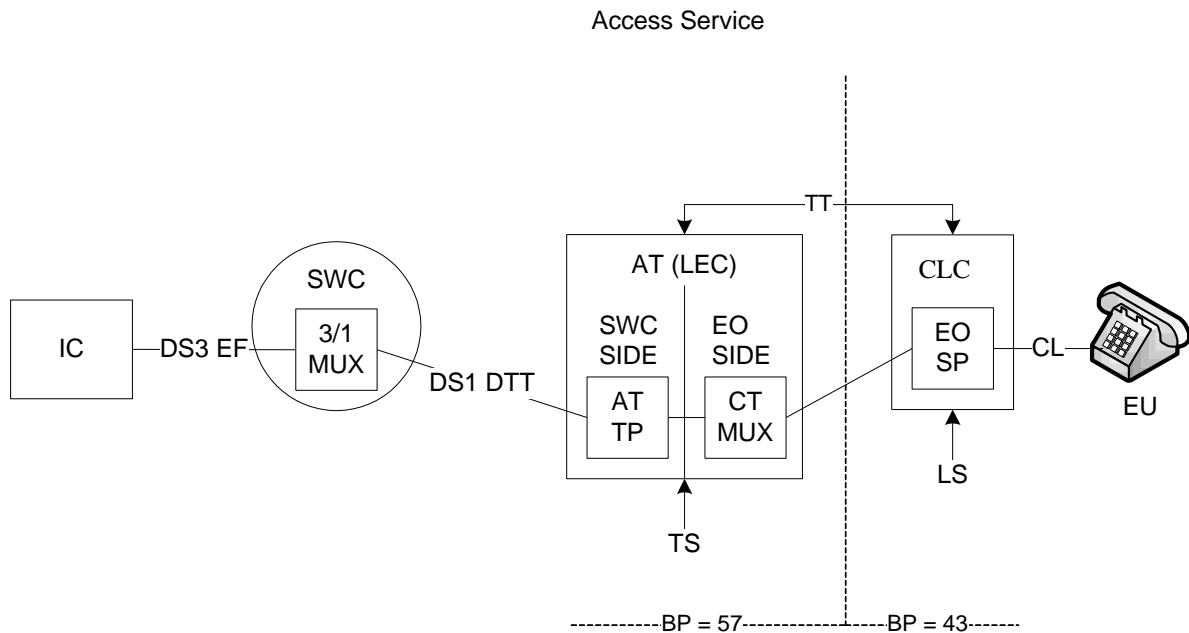 Access Service
TT
AT (LEC)
CLC
SWC
SWC
SIDE
EO
SIDE
IC
DS3 EF
3/1
MUX
EO
SP
CL
DS1 DTT
AT
TP
CT
MUX
EU
LS
TS
BP = 57
BP = 43